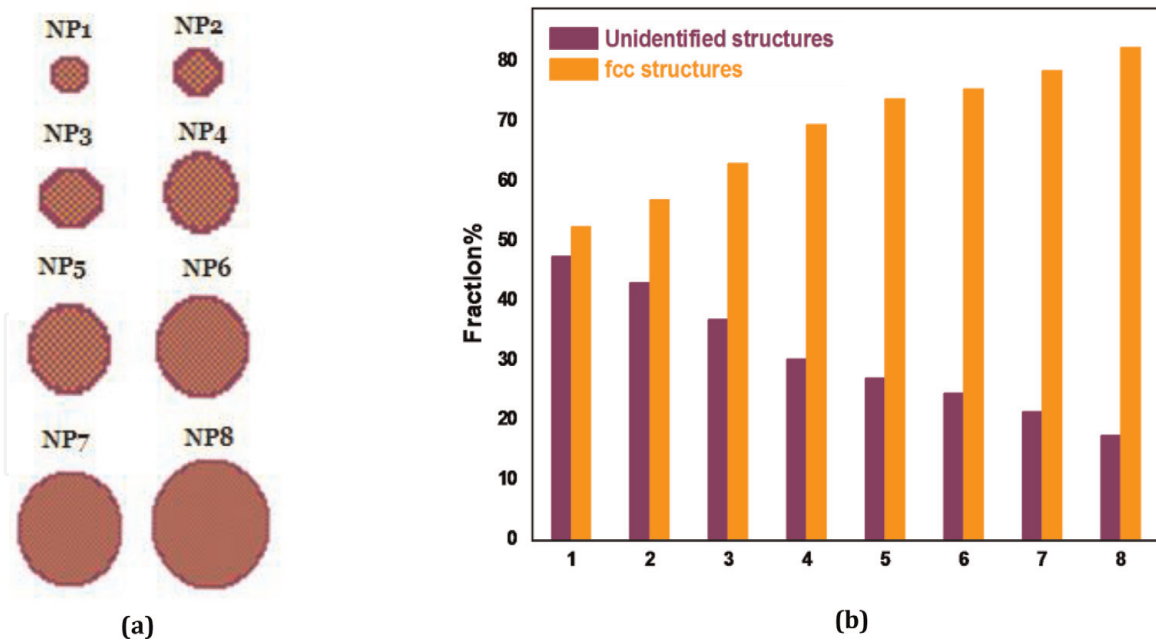 NP1 NP2
NP3 NP4
NP5 NP6
NP7 NP8
(a)
Unidentified structures
fcc structures
Fraction%
80
70
60
50
40
30
20
10
0
1 2 3 4 5 6 7 8
(b)